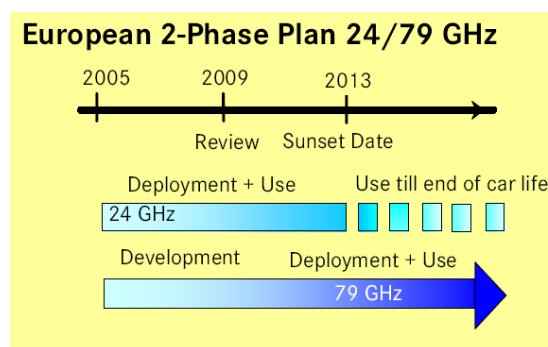 European 2-Phase Plan 24/79 GHz
2005 2009 2013
Review Sunset Date
Deployment + Use Use till end of car life
24 GHz
Development Deployment + Use
79 GHz